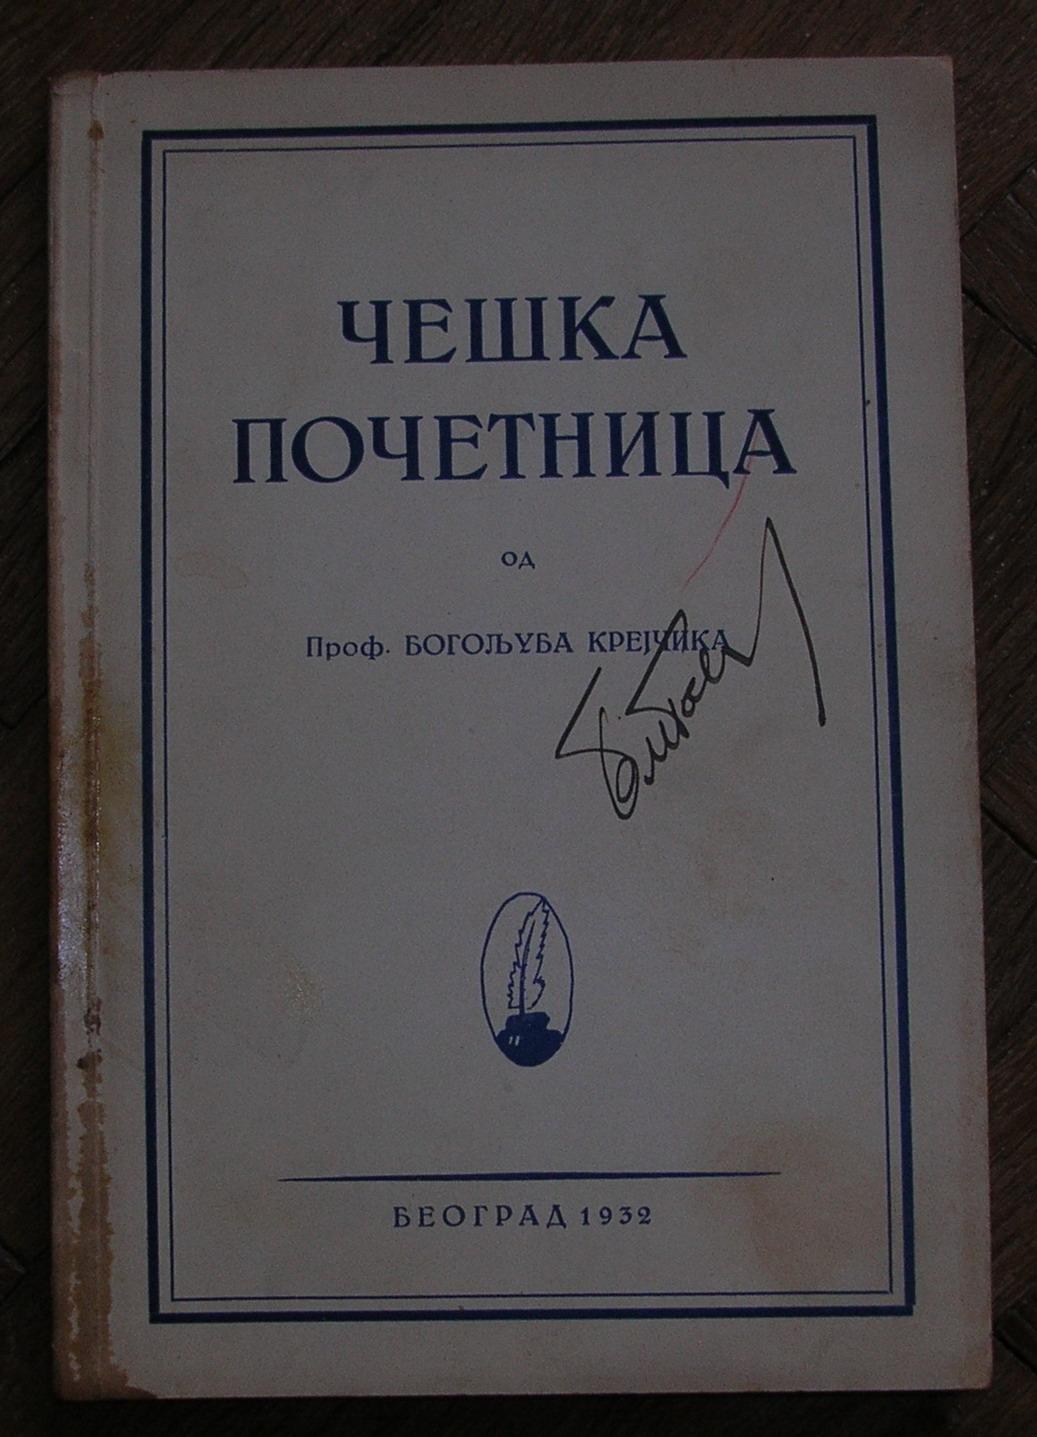 ЧЕШКА
ПОЧЕТНИЦА
од
Проф. БОГОЉУБА КРЕЈЧИКА
БЕОГРАД 1932